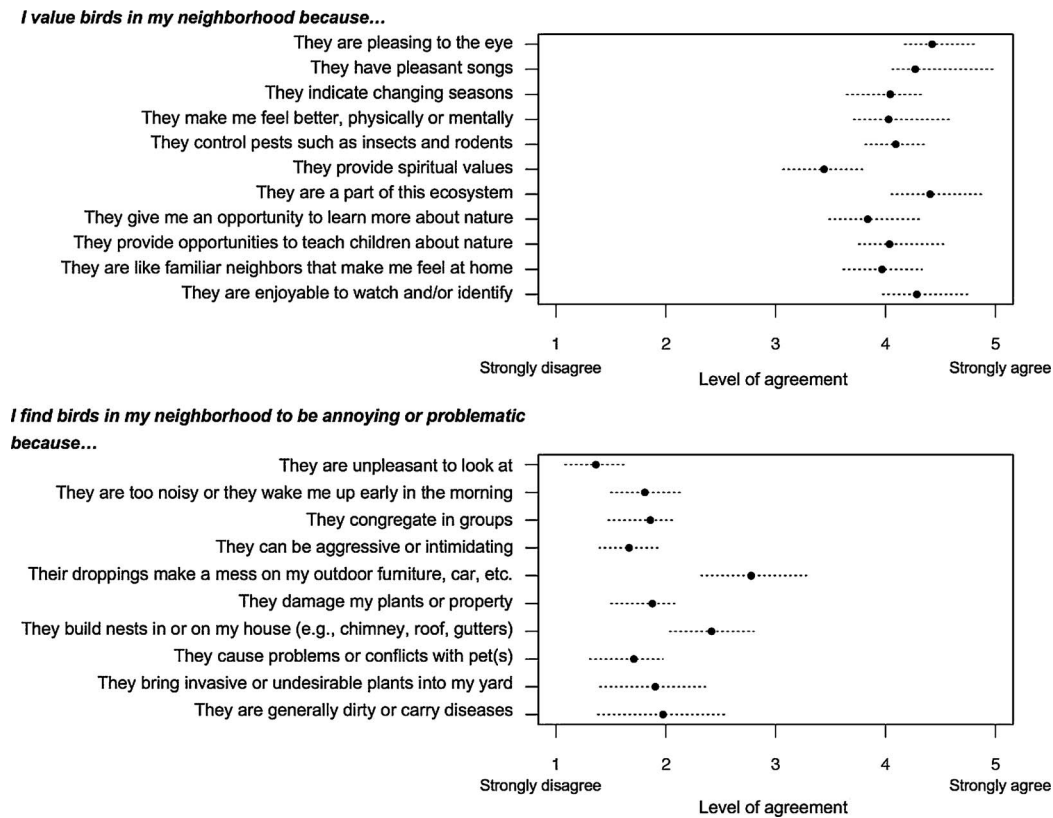 I value birds in my neighborhood because…
They are pleasing to the eye
They have pleasant songs
They indicate changing seasons
They make me feel better, physically or mentally
They control pests such as insects and rodents
They provide spiritual values
They are a part of this ecosystem
They give me an opportunity to learn more about nature
They provide opportunities to teach children about nature
They are like familiar neighbors that make me feel at home
They are enjoyable to watch and/or identify
1 2 3 4 5
Strongly disagree Strongly agree
Level of agreement
I find birds in my neighborhood to be annoying or problematic
because…
They are unpleasant to look at
They are too noisy or they wake me up early in the morning
They congregate in groups
They can be aggressive or intimidating
Their droppings make a mess on my outdoor furniture, car, etc.
They damage my plants or property
They build nests in or on my house (e.g., chimney, roof, gutters)
They cause problems or conflicts with pet(s)
They bring invasive or undesirable plants into my yard
They are generally dirty or carry diseases
1 2 3 4 5
Strongly disagree Strongly agree
Level of agreement